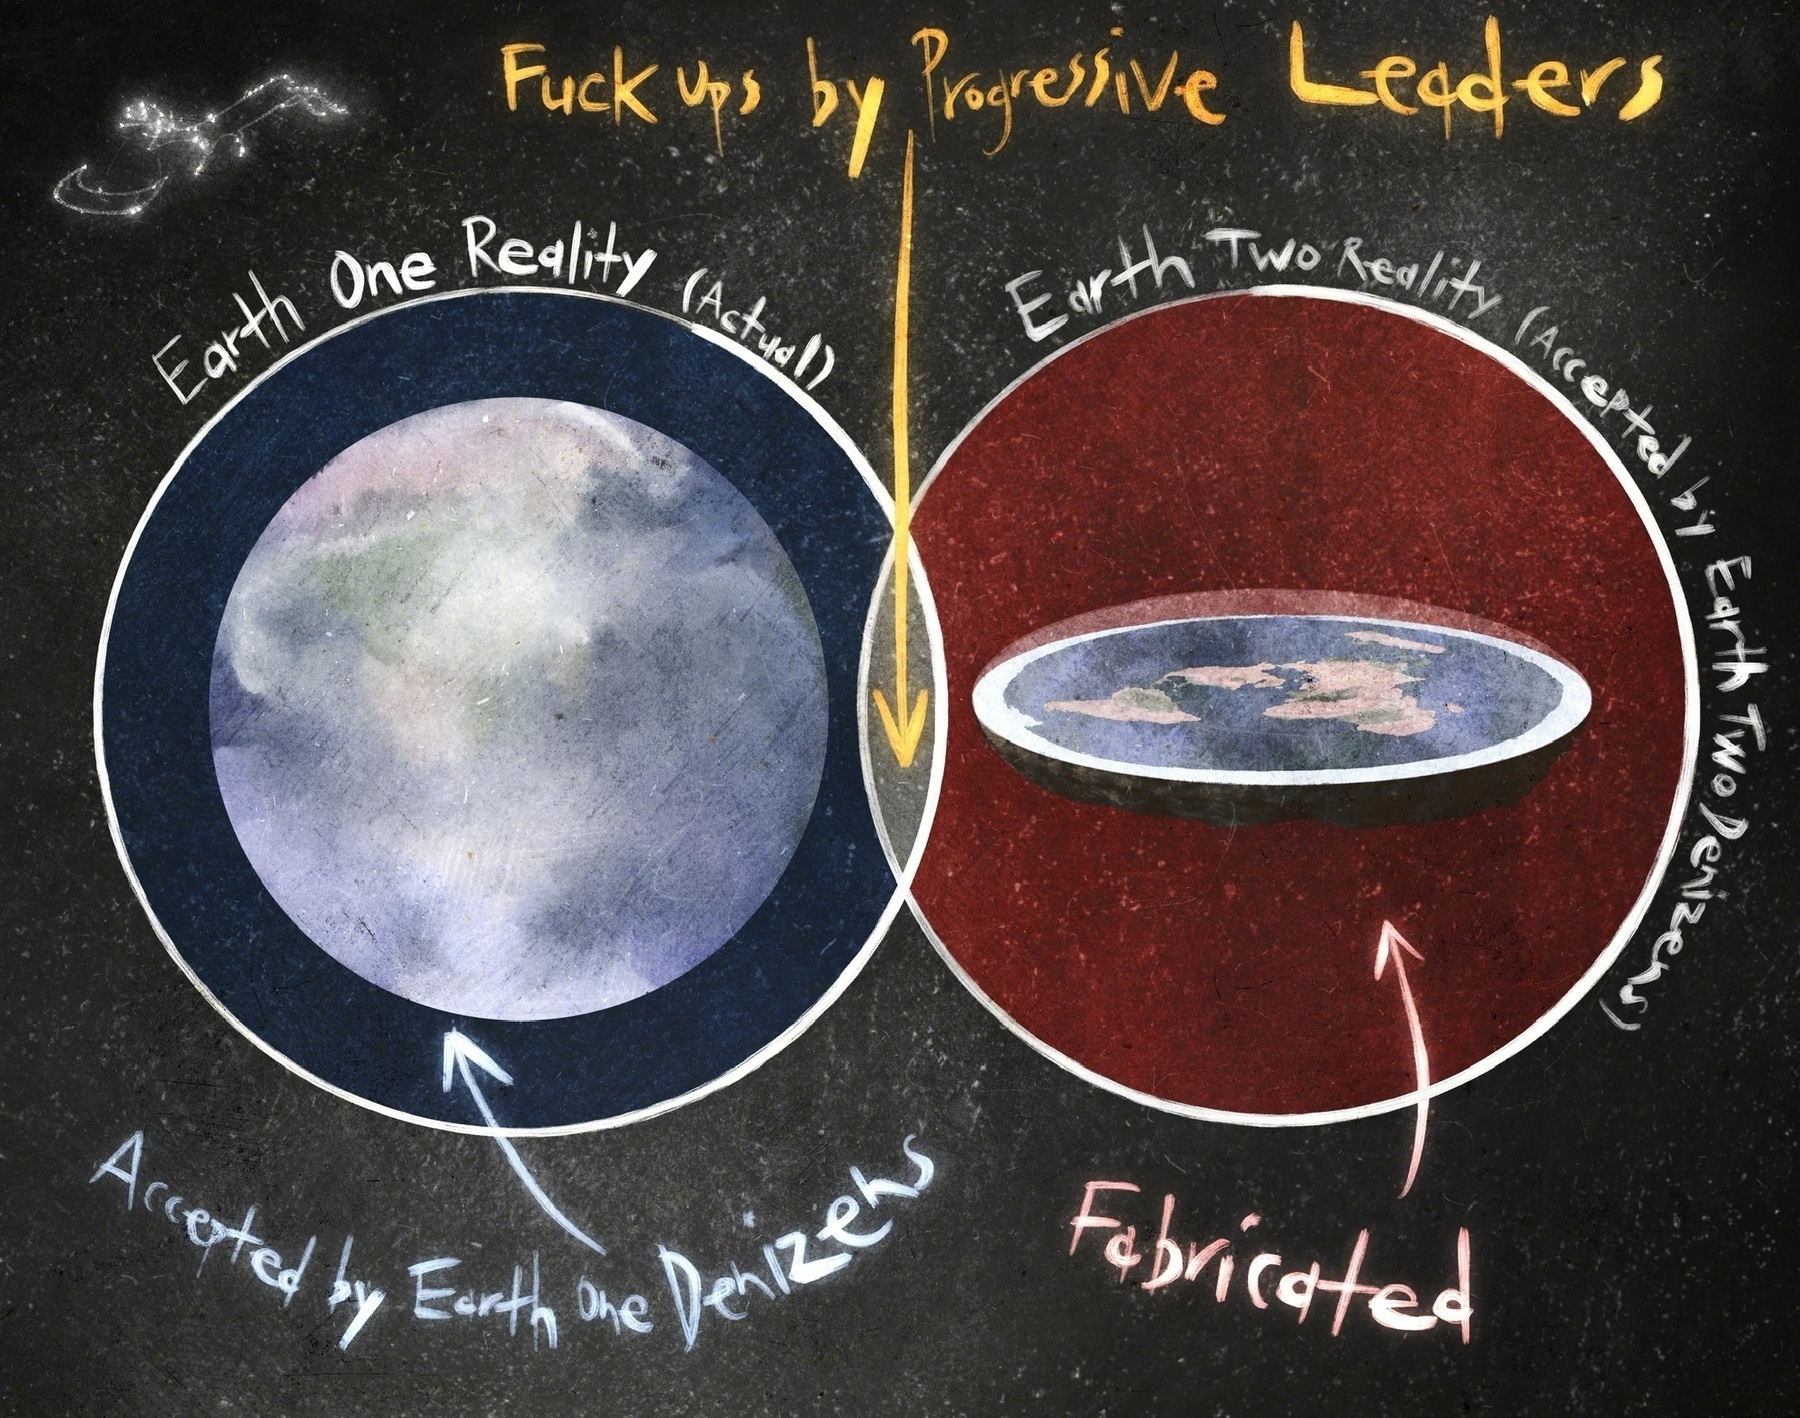 Fuck ups by Progressive Leaders
Earth One Reality (Actual)
Earth Two Reality (Accepted by Earth Two Denizens)
Accepted by Earth One Denizens
Fabricated